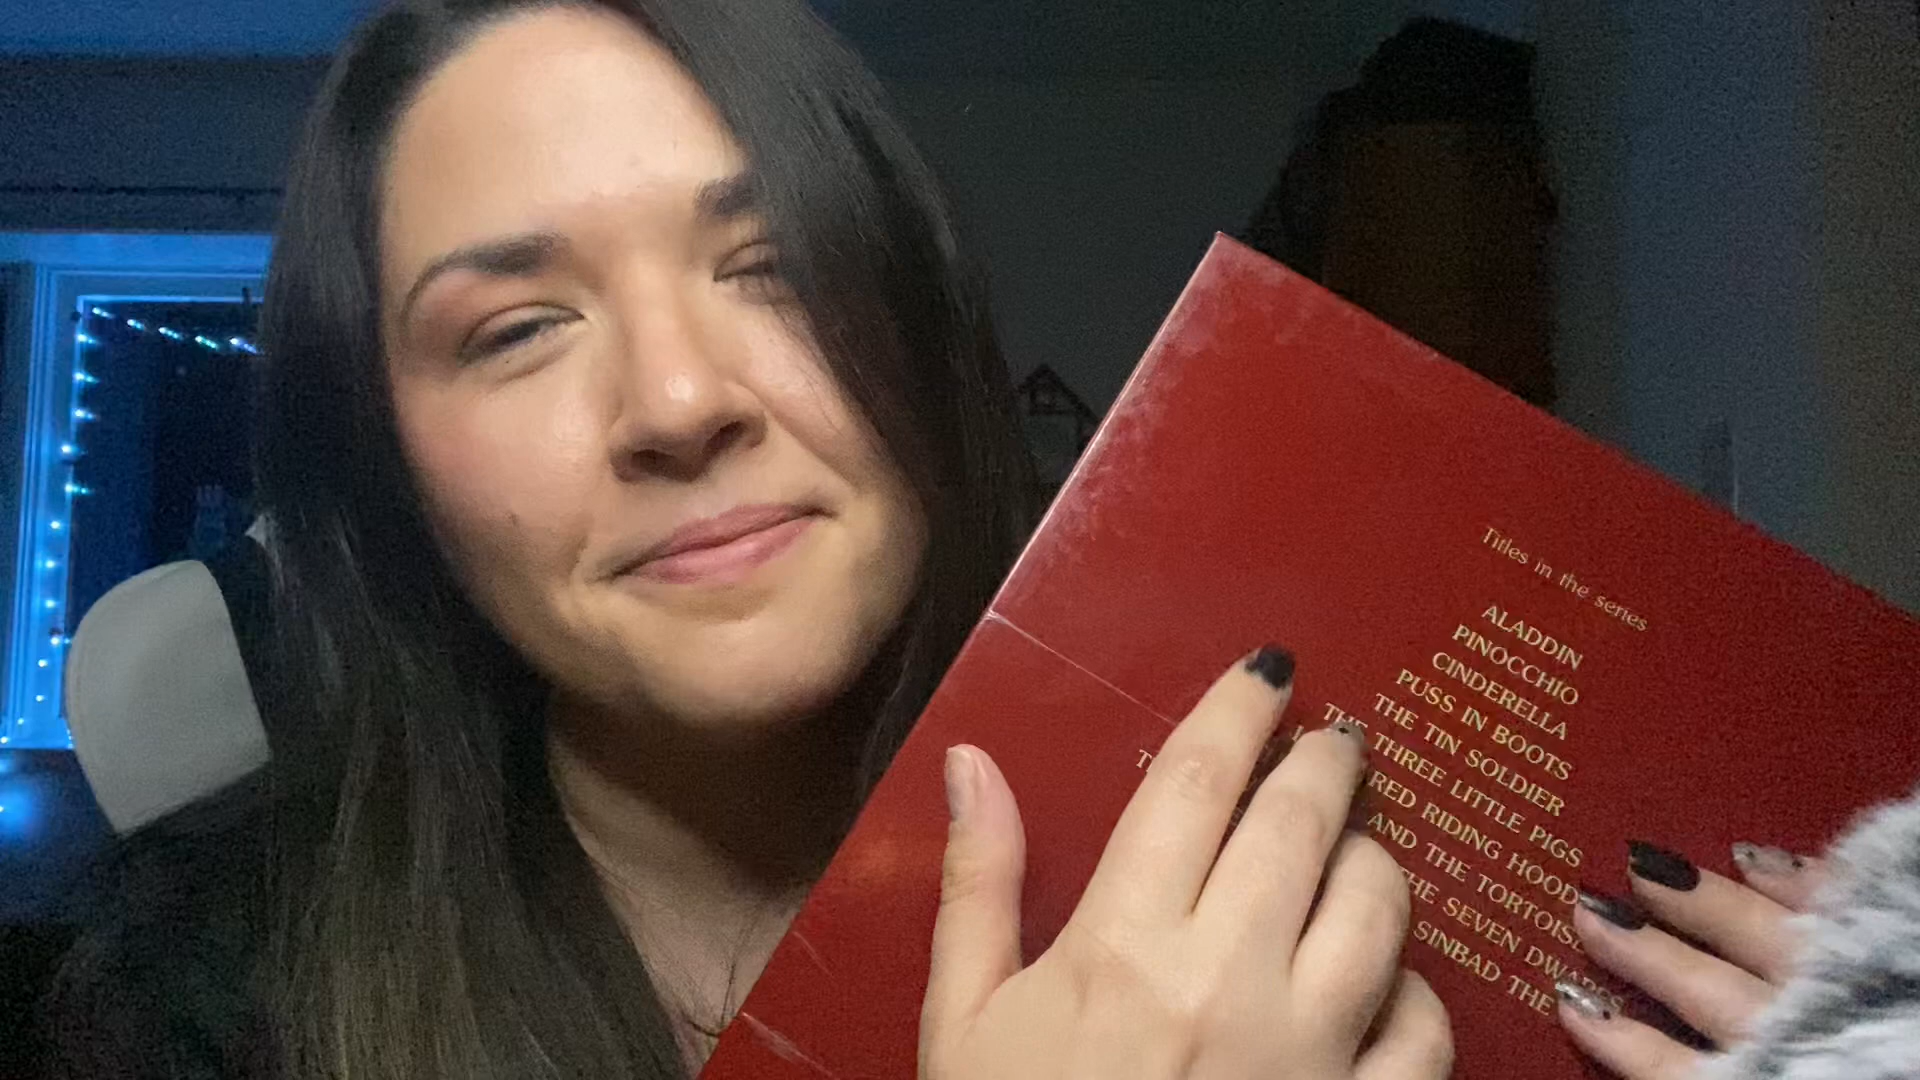 Titles in the series
ALADDIN
PINOCCHIO
CINDERELLA
PUSS IN BOOTS
THE TIN SOLDIER
THE THREE LITTLE PIGS
RED RIDING HOOD
AND THE TORTOISE
THE SEVEN DWARFS
SINBAD THE